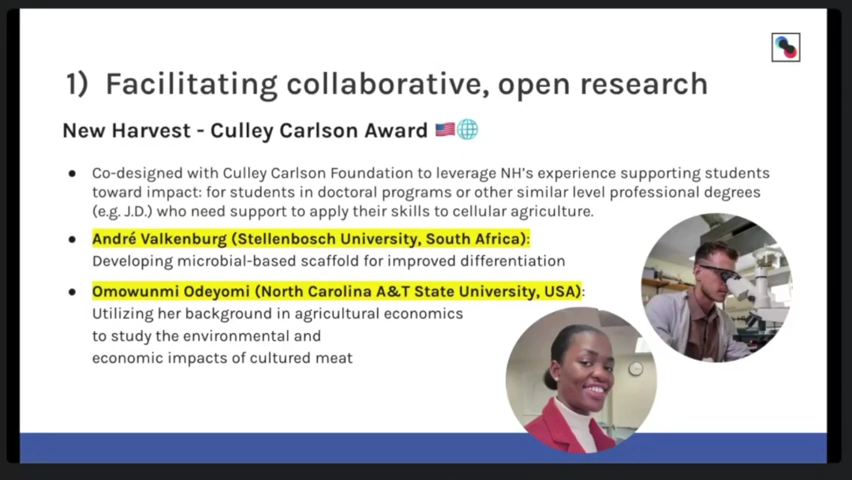 1) Facilitating collaborative, open research
New Harvest - Culley Carlson Award 🇺🇸🌐
● Co-designed with Culley Carlson Foundation to leverage NH's experience supporting students
toward impact: for students in doctoral programs or other similar level professional degrees
(e.g. J.D.) who need support to apply their skills to cellular agriculture.
● André Valkenburg (Stellenbosch University, South Africa):
Developing microbial-based scaffold for improved differentiation
● Omowunmi Odeyomi (North Carolina A&T State University, USA):
Utilizing her background in agricultural economics
to study the environmental and
economic impacts of cultured meat